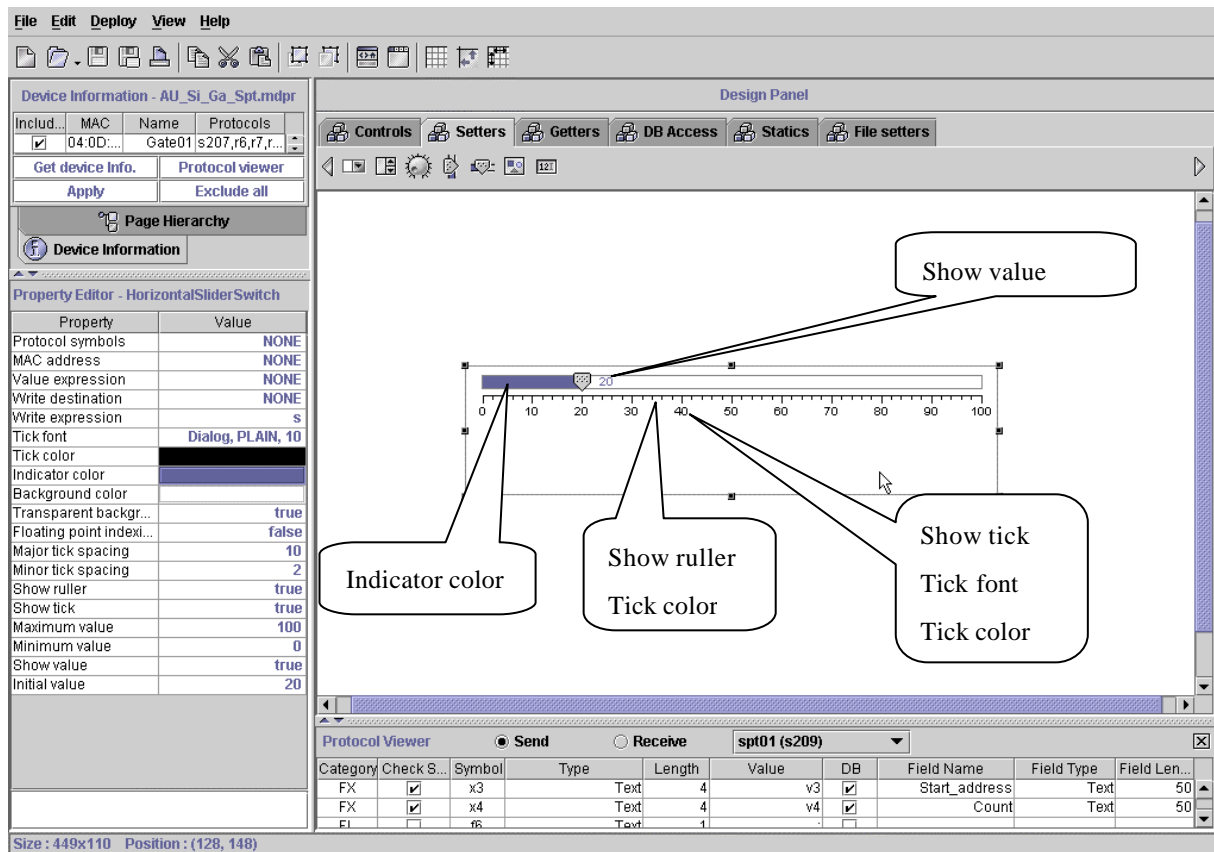 File Edit Deploy View Help
Device Information - AU_Si_Ga_Spt.mdpr
Includ... MAC Name Protocols
04:0D:... Gate01 s207,r6,r7,r...
Get device Info. Protocol viewer
Apply Exclude all
Page Hierarchy
Device Information
Property Editor - HorizontalSliderSwitch
Property Value
Protocol symbols NONE
MAC address NONE
Value expression NONE
Write destination NONE
Write expression s
Tick font Dialog, PLAIN, 10
Tick color
Indicator color
Background color
Transparent backgr... true
Floating point indexi... false
Major tick spacing 10
Minor tick spacing 2
Show ruller true
Show tick true
Maximum value 100
Minimum value 0
Show value true
Initial value 20
Design Panel
Controls Setters Getters DB Access Statics File setters
Show value
20
0 10 20 30 40 50 60 70 80 90 100
Indicator color
Show ruller
Tick color
Show tick
Tick font
Tick color
Protocol Viewer Send Receive spt01 (s209)
Category Check S... Symbol Type Length Value DB Field Name Field Type Field Len...
FX x3 Text 4 v3 Start_address Text 50
FX x4 Text 4 v4 Count Text 50
Size : 449x110 Position : (128, 148)